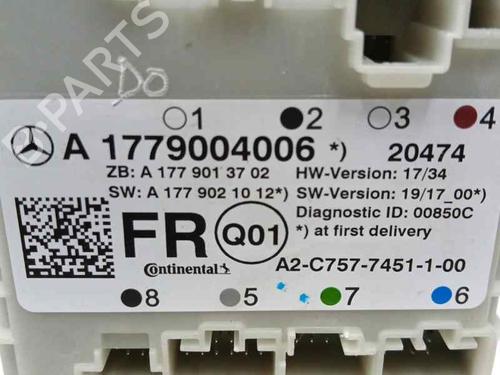 DO
1 2 3 4
A 1779004006 *) 20474
ZB: A 177 901 37 02 HW-Version: 17/34
SW: A 177 902 10 12*) SW-Version: 19/17_00*)
Diagnostic ID: 00850C
FR Q01 *) at first delivery
Continental A2-C757-7451-1-00
8 5 7 6